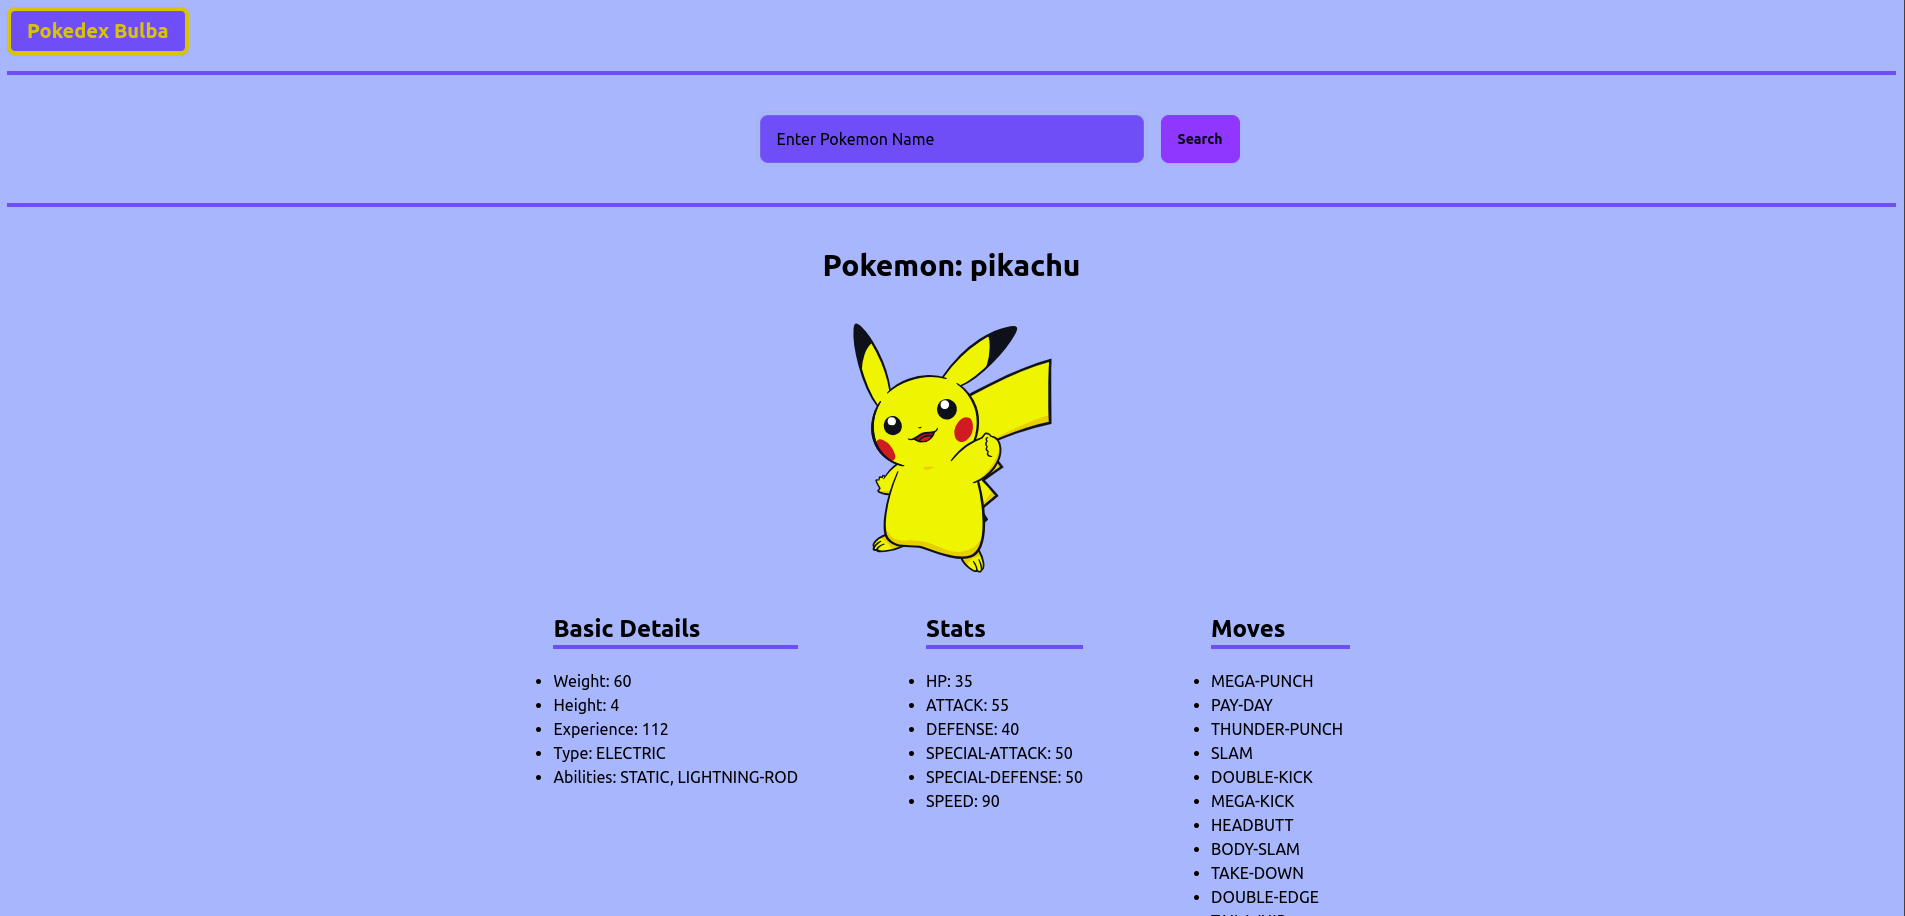 Pokedex Bulba
Enter Pokemon Name
Search
Pokemon: pikachu
Basic Details
Weight: 60
Height: 4
Experience: 112
Type: ELECTRIC
Abilities: STATIC, LIGHTNING-ROD
Stats
HP: 35
ATTACK: 55
DEFENSE: 40
SPECIAL-ATTACK: 50
SPECIAL-DEFENSE: 50
SPEED: 90
Moves
MEGA-PUNCH
PAY-DAY
THUNDER-PUNCH
SLAM
DOUBLE-KICK
MEGA-KICK
HEADBUTT
BODY-SLAM
TAKE-DOWN
DOUBLE-EDGE